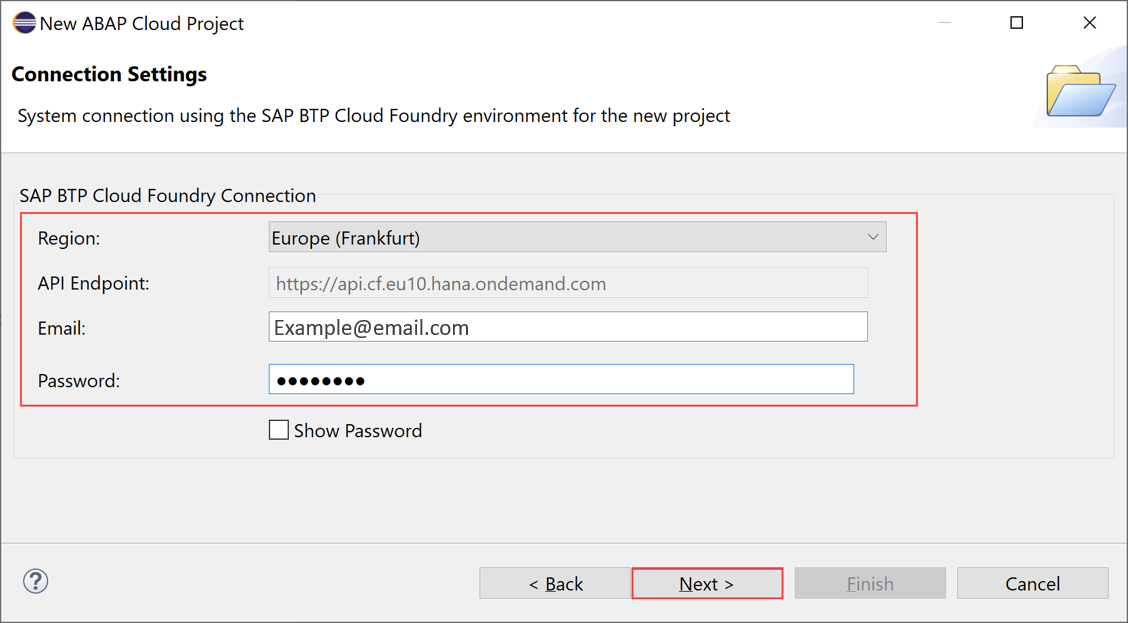 New ABAP Cloud Project
Connection Settings
System connection using the SAP BTP Cloud Foundry environment for the new project
SAP BTP Cloud Foundry Connection
Region: Europe (Frankfurt)
API Endpoint: https://api.cf.eu10.hana.ondemand.com
Email: Example@email.com
Password: ●●●●●●●●
Show Password
? < Back Next > Finish Cancel